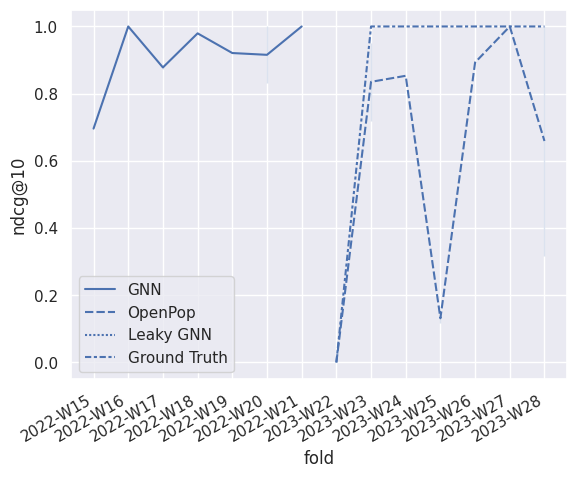 1.0
0.8
0.6
0.4
0.2
0.0
ndcg@10
GNN
OpenPop
Leaky GNN
Ground Truth
2022-W15
2022-W16
2022-W17
2022-W18
2022-W19
2022-W20
2022-W21
2023-W22
2023-W23
2023-W24
2023-W25
2023-W26
2023-W27
2023-W28
fold